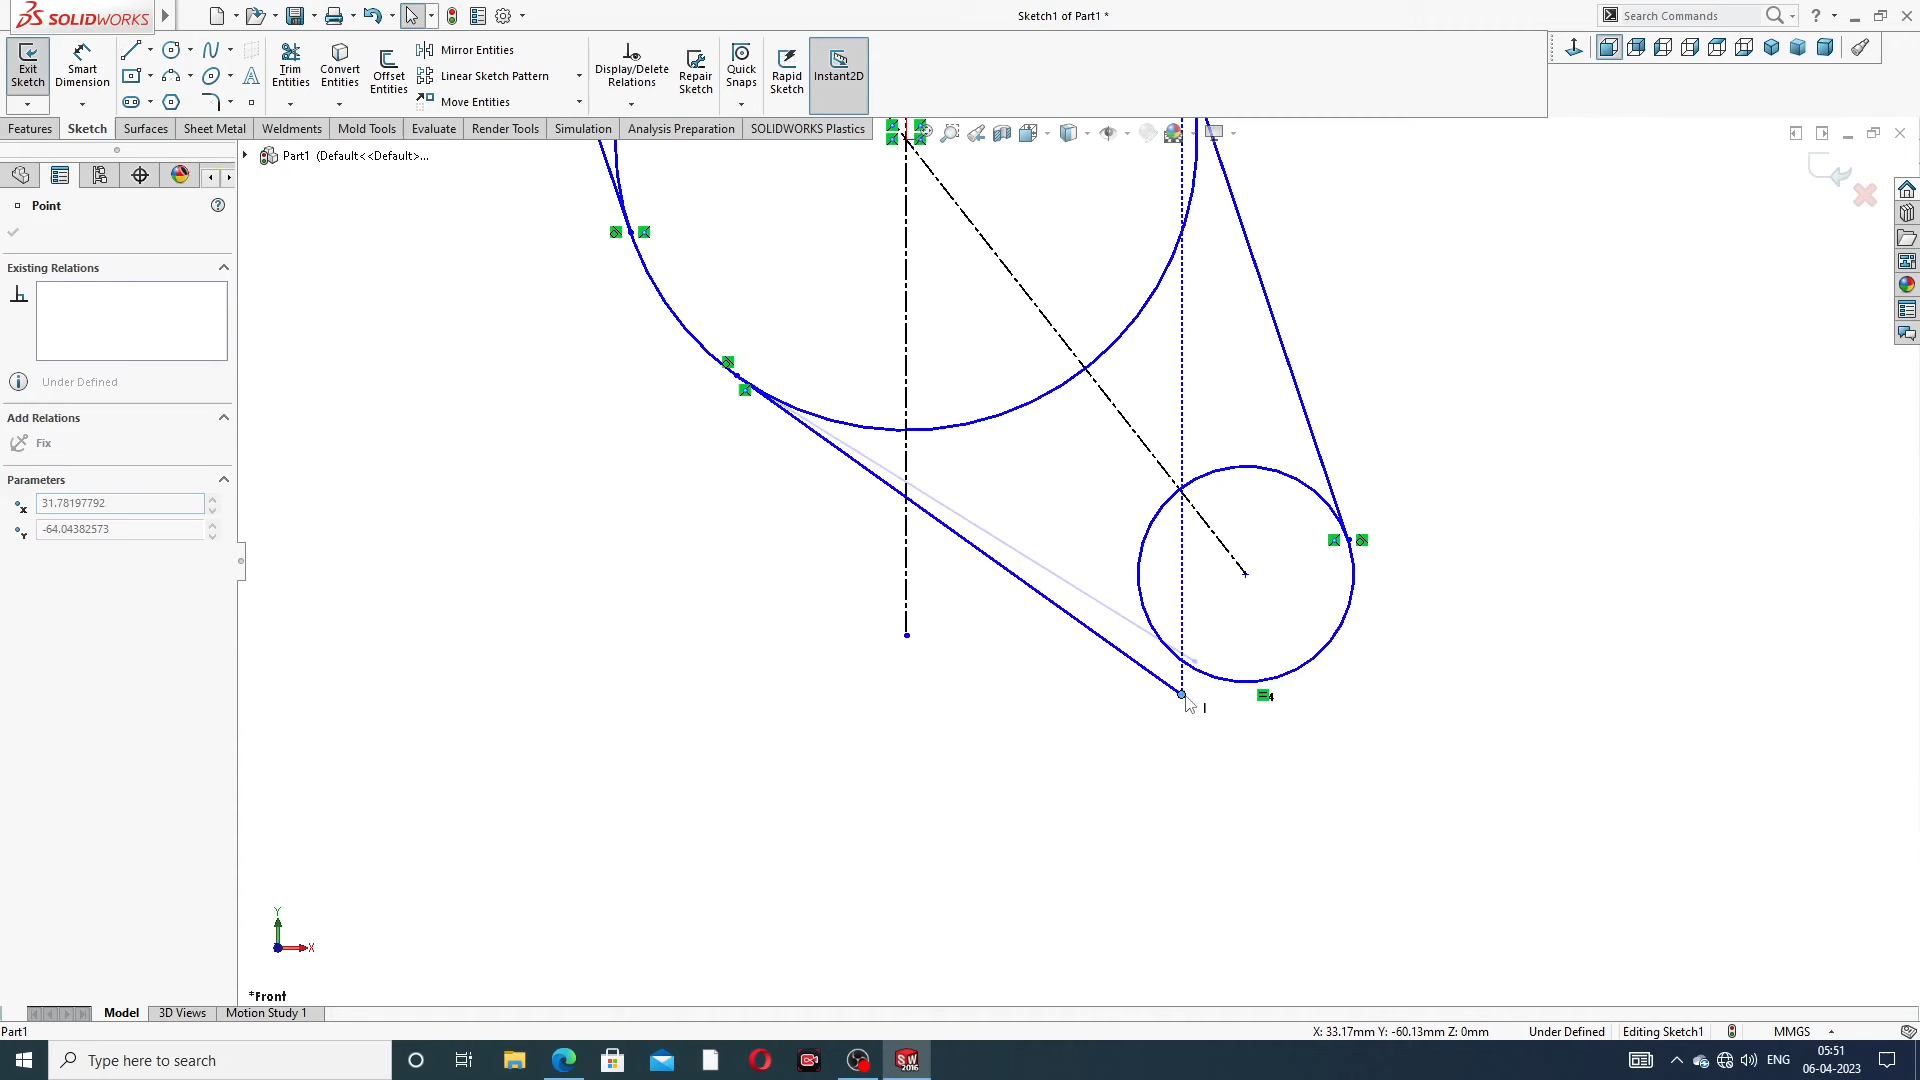 SOLIDWORKS
Sketch1 of Part1 *
Search Commands
Exit Sketch
Smart Dimension
Trim Entities
Convert Entities
Offset Entities
Mirror Entities
Linear Sketch Pattern
Move Entities
Display/Delete Relations
Repair Sketch
Quick Snaps
Rapid Sketch
Instant2D
Features
Sketch
Surfaces
Sheet Metal
Weldments
Mold Tools
Evaluate
Render Tools
Simulation
Analysis Preparation
SOLIDWORKS Plastics
Part1 (Default<<Default>...
Point
Existing Relations
Under Defined
Add Relations
Fix
Parameters
31.78197792
-64.04382573
4
Y
X
*Front
Model
3D Views
Motion Study 1
Part1
X: 33.17mm Y: -60.13mm Z: 0mm
Under Defined
Editing Sketch1
MMGS
Type here to search
SW
2016
ENG
05:51
06-04-2023